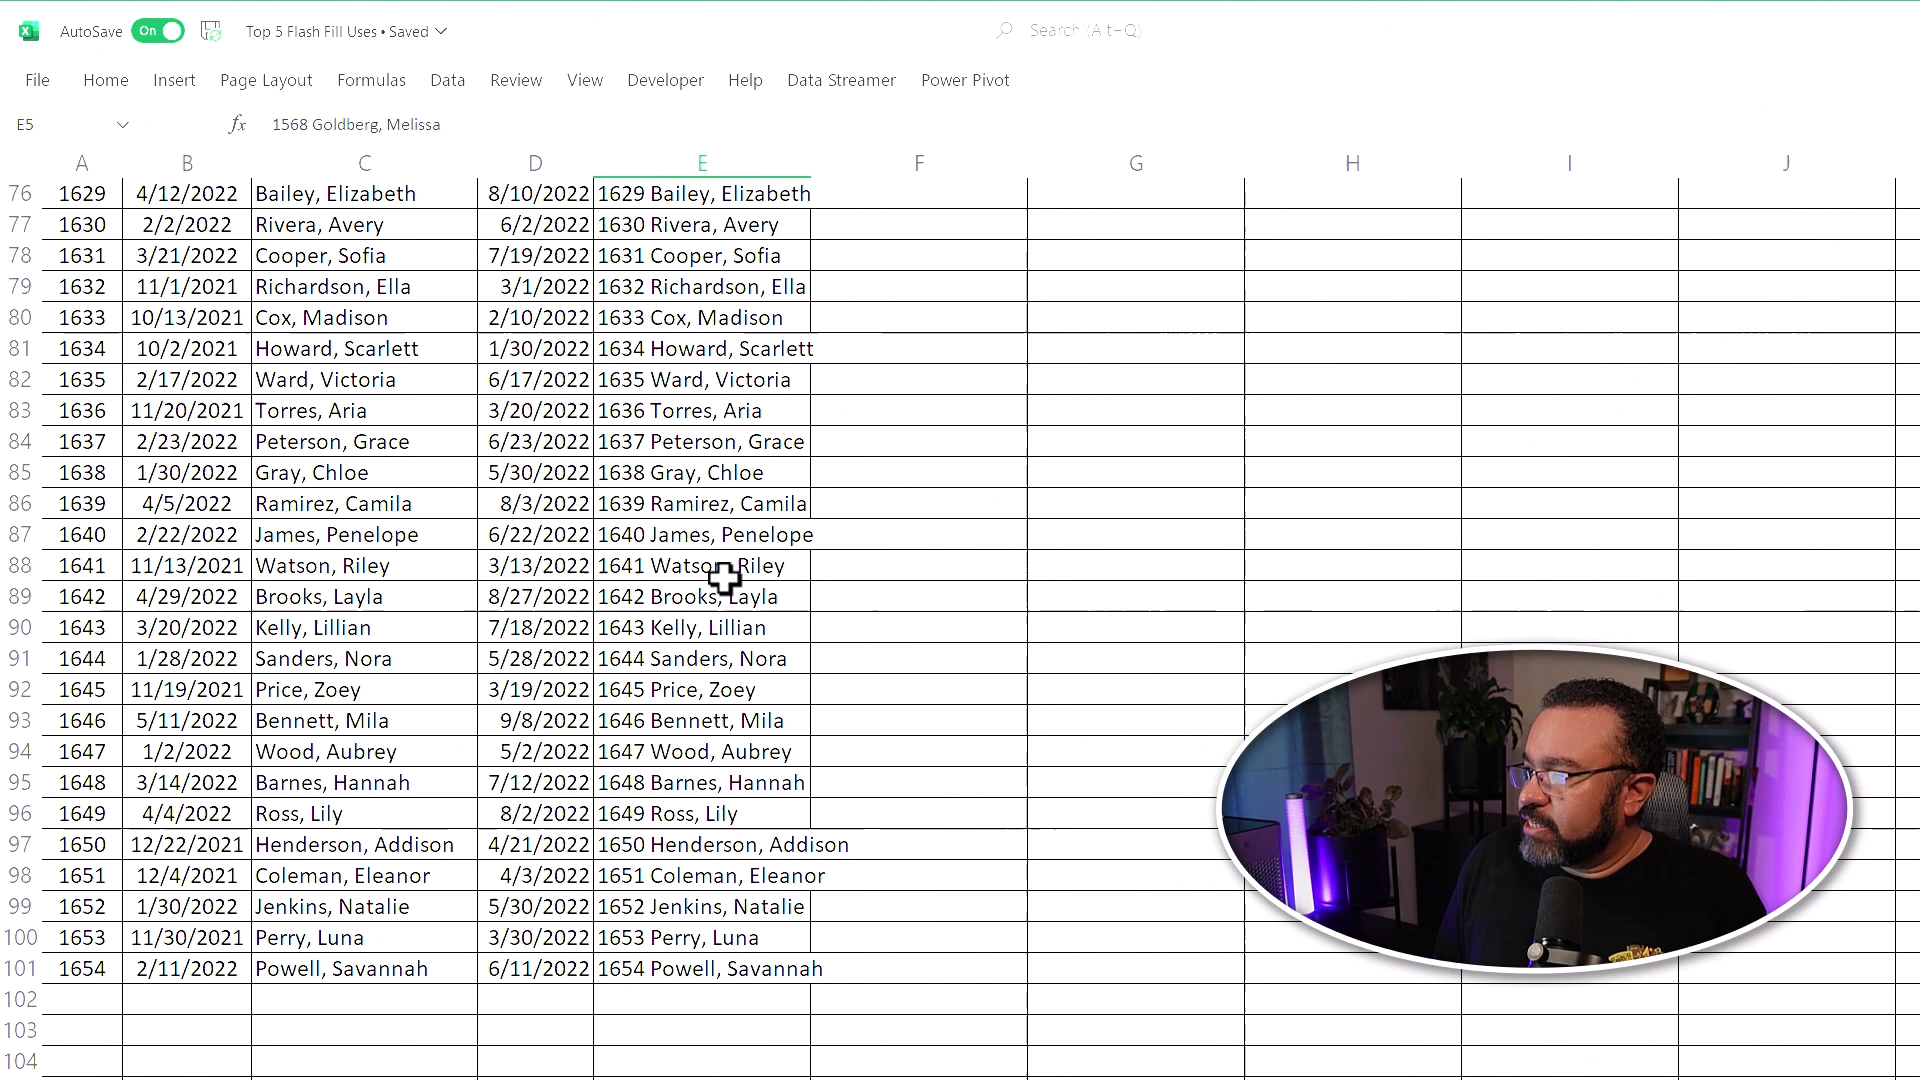 AutoSave On Top 5 Flash Fill Uses • Saved Search (Alt+Q)
File Home Insert Page Layout Formulas Data Review View Developer Help Data Streamer Power Pivot
E5 fx 1568 Goldberg, Melissa
A B C D E F G H I J
76 1629 4/12/2022 Bailey, Elizabeth 8/10/2022 1629 Bailey, Elizabeth
77 1630 2/2/2022 Rivera, Avery 6/2/2022 1630 Rivera, Avery
78 1631 3/21/2022 Cooper, Sofia 7/19/2022 1631 Cooper, Sofia
79 1632 11/1/2021 Richardson, Ella 3/1/2022 1632 Richardson, Ella
80 1633 10/13/2021 Cox, Madison 2/10/2022 1633 Cox, Madison
81 1634 10/2/2021 Howard, Scarlett 1/30/2022 1634 Howard, Scarlett
82 1635 2/17/2022 Ward, Victoria 6/17/2022 1635 Ward, Victoria
83 1636 11/20/2021 Torres, Aria 3/20/2022 1636 Torres, Aria
84 1637 2/23/2022 Peterson, Grace 6/23/2022 1637 Peterson, Grace
85 1638 1/30/2022 Gray, Chloe 5/30/2022 1638 Gray, Chloe
86 1639 4/5/2022 Ramirez, Camila 8/3/2022 1639 Ramirez, Camila
87 1640 2/22/2022 James, Penelope 6/22/2022 1640 James, Penelope
88 1641 11/13/2021 Watson, Riley 3/13/2022 1641 Watson, Riley
89 1642 4/29/2022 Brooks, Layla 8/27/2022 1642 Brooks, Layla
90 1643 3/20/2022 Kelly, Lillian 7/18/2022 1643 Kelly, Lillian
91 1644 1/28/2022 Sanders, Nora 5/28/2022 1644 Sanders, Nora
92 1645 11/19/2021 Price, Zoey 3/19/2022 1645 Price, Zoey
93 1646 5/11/2022 Bennett, Mila 9/8/2022 1646 Bennett, Mila
94 1647 1/2/2022 Wood, Aubrey 5/2/2022 1647 Wood, Aubrey
95 1648 3/14/2022 Barnes, Hannah 7/12/2022 1648 Barnes, Hannah
96 1649 4/4/2022 Ross, Lily 8/2/2022 1649 Ross, Lily
97 1650 12/22/2021 Henderson, Addison 4/21/2022 1650 Henderson, Addison
98 1651 12/4/2021 Coleman, Eleanor 4/3/2022 1651 Coleman, Eleanor
99 1652 1/30/2022 Jenkins, Natalie 5/30/2022 1652 Jenkins, Natalie
100 1653 11/30/2021 Perry, Luna 3/30/2022 1653 Perry, Luna
101 1654 2/11/2022 Powell, Savannah 6/11/2022 1654 Powell, Savannah
102
103
104